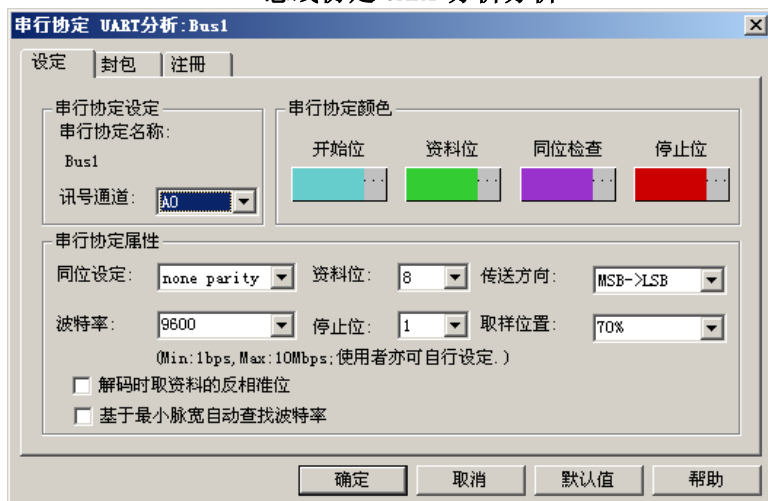 串行协定 UART分析:Bus1
设定 封包 注册
串行协定设定
串行协定名称:
Bus1
讯号通道: A0
串行协定颜色
开始位 资料位 同位检查 停止位
... ... ... ...
串行协定属性
同位设定: none parity 资料位: 8 传送方向: MSB->LSB
波特率: 9600 停止位: 1 取样位置: 70%
(Min:1bps,Max:10Mbps;使用者亦可自行设定.)
解码时取资料的反相准位
基于最小脉宽自动查找波特率
确定 取消 默认值 帮助